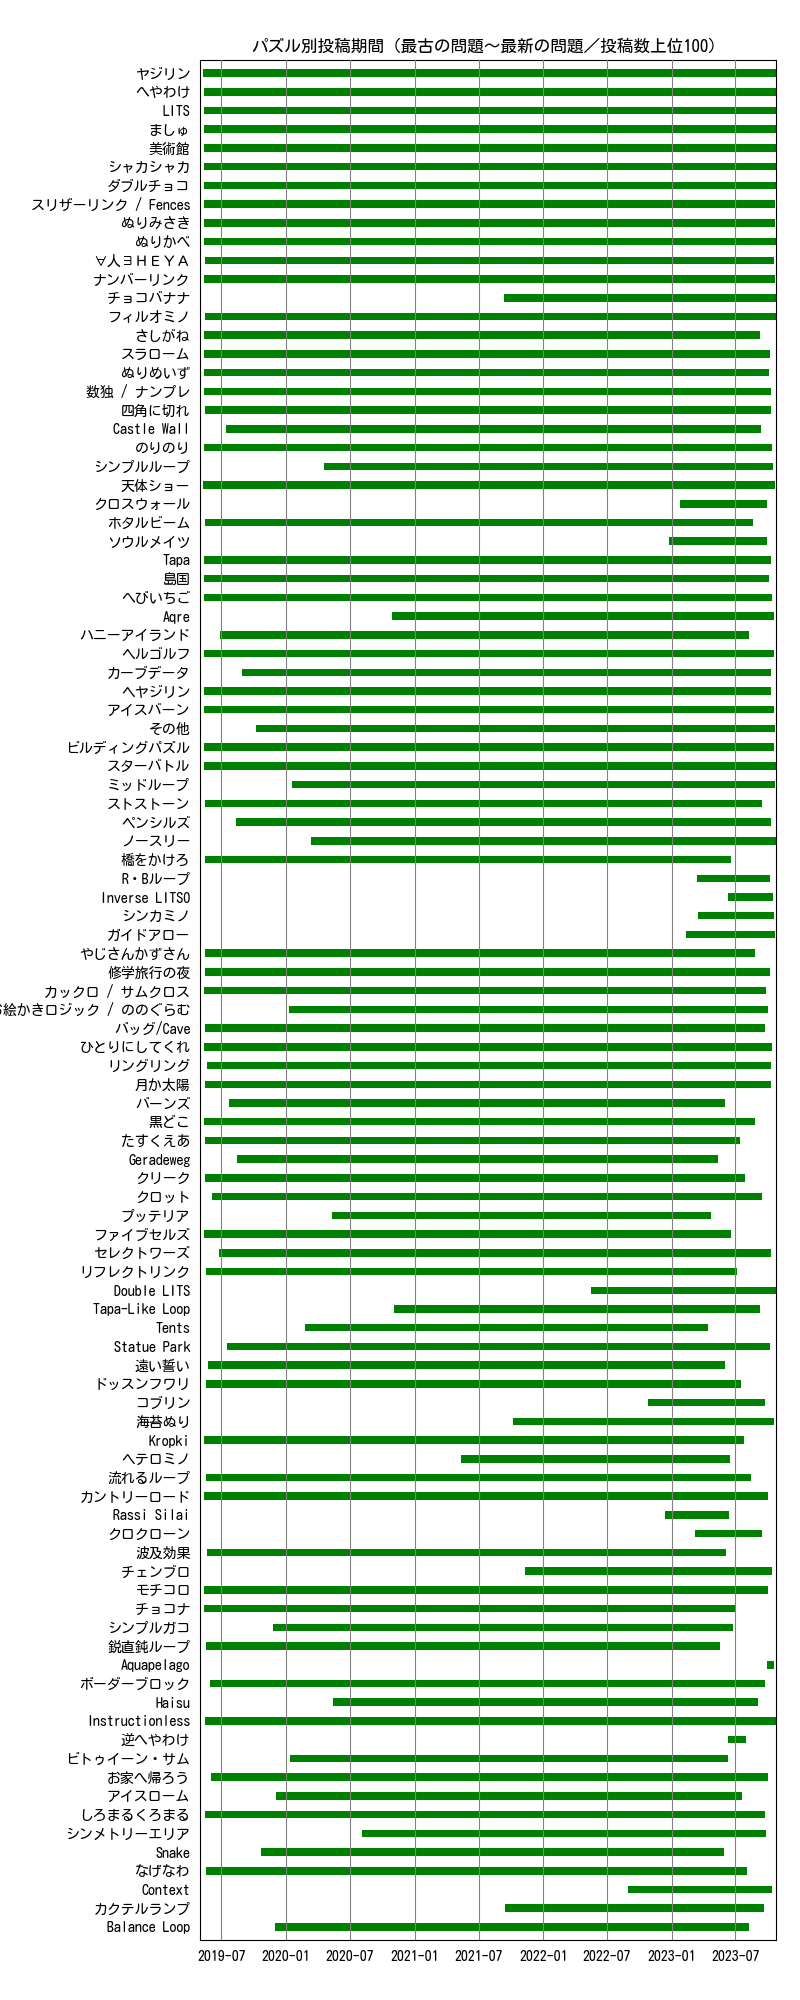 パズル別投稿期間（最古の問題～最新の問題／投稿数上位100）
ヤジリン
へやわけ
LITS
ましゅ
美術館
シャカシャカ
ダブルチョコ
スリザーリンク / Fences
ぬりみさき
ぬりかべ
∀人∃ＨＥＹＡ
ナンバーリンク
チョコバナナ
フィルオミノ
さしがね
スラローム
ぬりめいず
数独 / ナンプレ
四角に切れ
Castle Wall
のりのり
シンプルループ
天体ショー
クロスウォール
ホタルビーム
ソウルメイツ
Tapa
島国
へびいちご
Aqre
ハニーアイランド
ヘルゴルフ
カーブデータ
ヘヤジリン
アイスバーン
その他
ビルディングパズル
スターバトル
ミッドループ
ストストーン
ペンシルズ
ノースリー
橋をかけろ
R・Bループ
Inverse LITSO
シンカミノ
ガイドアロー
やじさんかずさん
修学旅行の夜
カックロ / サムクロス
絵かきロジック / ののぐらむ
バッグ/Cave
ひとりにしてくれ
リングリング
月か太陽
バーンズ
黒どこ
たすくえあ
Geradeweg
クリーク
クロット
プッテリア
ファイブセルズ
セレクトワーズ
リフレクトリンク
Double LITS
Tapa-Like Loop
Tents
Statue Park
遠い誓い
ドッスンフワリ
コブリン
海苔ぬり
Kropki
ヘテロミノ
流れるループ
カントリーロード
Rassi Silai
クロクローン
波及効果
チェンブロ
モチコロ
チョコナ
シンプルガコ
鋭直鈍ループ
Aquapelago
ボーダーブロック
Haisu
Instructionless
逆へやわけ
ビトゥイーン・サム
お家へ帰ろう
アイスローム
しろまるくろまる
シンメトリーエリア
Snake
なげなわ
Context
カクテルランプ
Balance Loop
2019-07 2020-01 2020-07 2021-01 2021-07 2022-01 2022-07 2023-01 2023-07